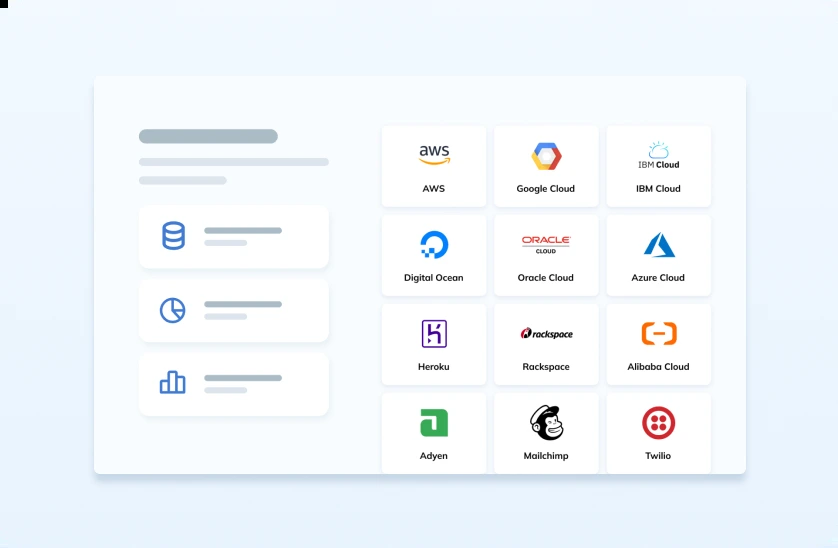 aws
AWS
Google Cloud
IBM Cloud
IBM Cloud
Digital Ocean
ORACLE
CLOUD
Oracle Cloud
Azure Cloud
Heroku
rackspace
Rackspace
Alibaba Cloud
Adyen
Mailchimp
Twilio